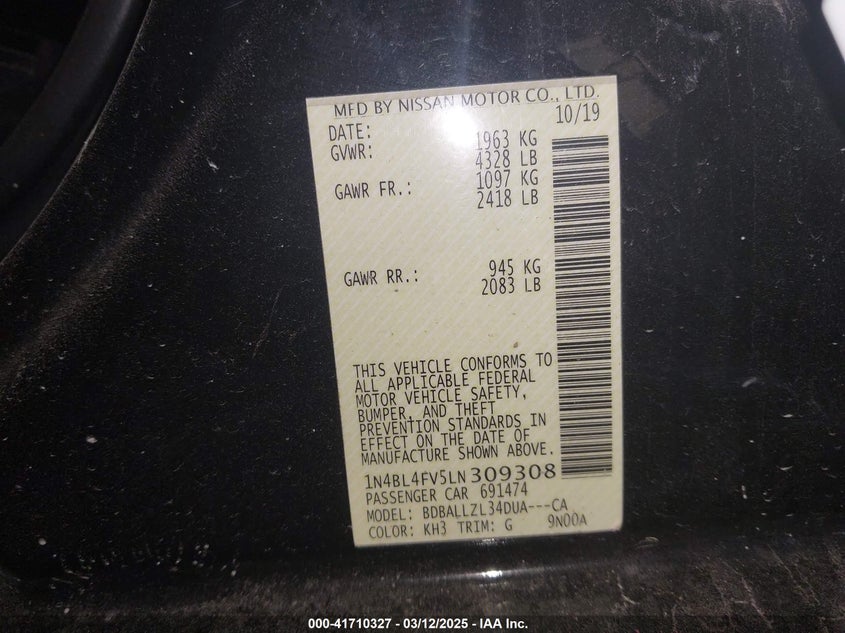 MFD BY NISSAN MOTOR CO., LTD.
DATE: 10/19
GVWR: 1963 KG
4328 LB
GAWR FR.: 1097 KG
2418 LB
GAWR RR.: 945 KG
2083 LB
THIS VEHICLE CONFORMS TO
ALL APPLICABLE FEDERAL
MOTOR VEHICLE SAFETY,
BUMPER, AND THEFT
PREVENTION STANDARDS IN
EFFECT ON THE DATE OF
MANUFACTURE SHOWN ABOVE.
1N4BL4FV5LN309308
PASSENGER CAR 691474
MODEL: BDBALLZL34DUA---CA
COLOR: KH3 TRIM: G 9N00A
000-41710327 - 03/12/2025 - IAA Inc.